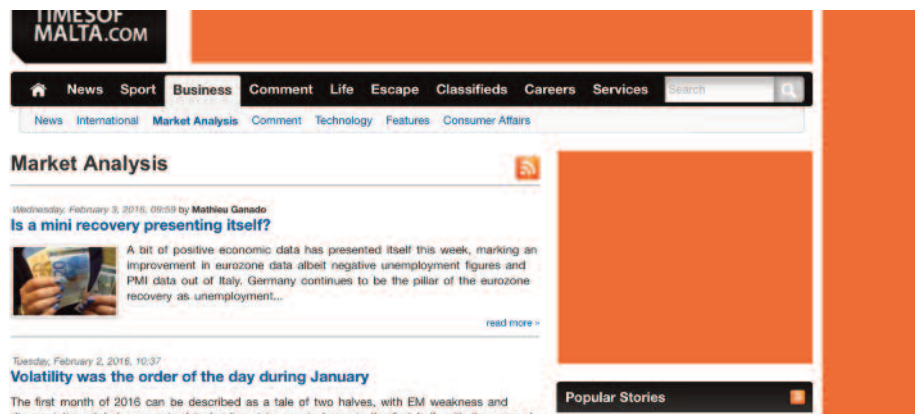 TIMESOF
MALTA.COM
News Sport Business Comment Life Escape Classifieds Careers Services Search
News International Market Analysis Comment Technology Features Consumer Affairs
Market Analysis
Wednesday, February 3, 2016, 09:59 by Mathieu Ganado
Is a mini recovery presenting itself?
A bit of positive economic data has presented itself this week, marking an
improvement in eurozone data albeit negative unemployment figures and
PMI data out of Italy. Germany continues to be the pillar of the eurozone
recovery as unemployment...
read more »
Tuesday, February 2, 2016, 10:37
Volatility was the order of the day during January
The first month of 2016 can be described as a tale of two halves, with EM weakness and
Popular Stories